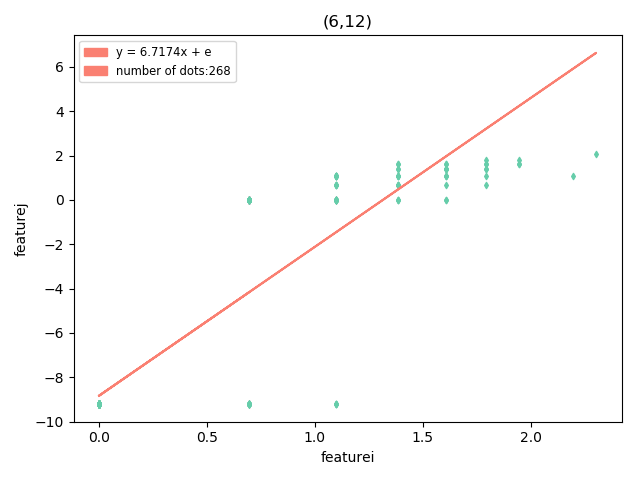 (6,12)
y = 6.7174x + e
number of dots:268
6
4
2
0
−2
−4
−6
−8
−10
featurej
0.0 0.5 1.0 1.5 2.0
featurei